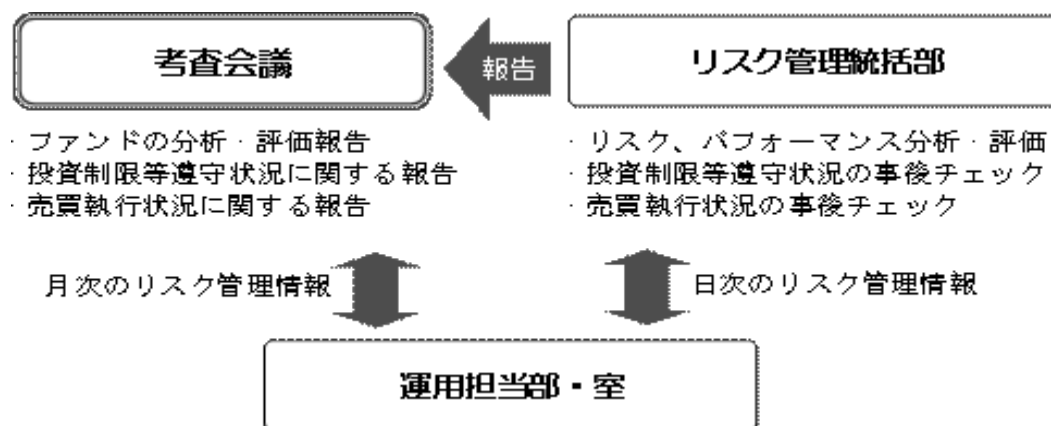 考査会議
報告
リスク管理統括部
・ファンドの分析・評価報告
・投資制限等遵守状況に関する報告
・売買執行状況に関する報告
・リスク、パフォーマンス分析・評価
・投資制限等遵守状況の事後チェック
・売買執行状況の事後チェック
月次のリスク管理情報
日次のリスク管理情報
運用担当部・室